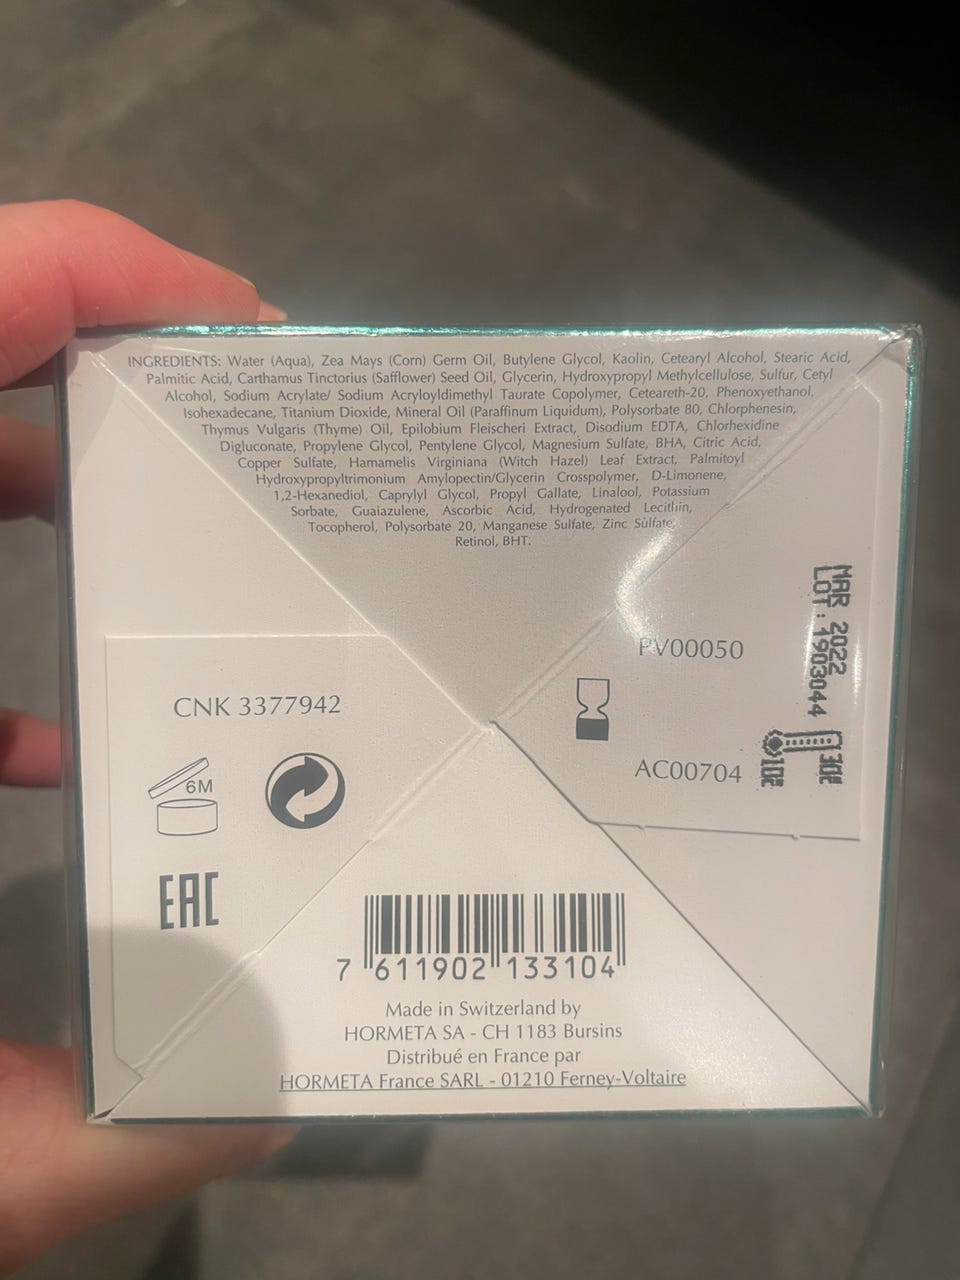 INGREDIENTS: Water (Aqua), Zea Mays (Corn) Germ Oil, Butylene Glycol, Kaolin, Cetearyl Alcohol, Stearic Acid,
Palmitic Acid, Carthamus Tinctorius (Safflower) Seed Oil, Glycerin, Hydroxypropyl Methylcellulose, Sulfur, Cetyl
Alcohol, Sodium Acrylate/ Sodium Acryloyldimethyl Taurate Copolymer, Ceteareth-20, Phenoxyethanol,
Isohexadecane, Titanium Dioxide, Mineral Oil (Paraffinum Liquidum), Polysorbate 80, Chlorphenesin,
Thymus Vulgaris (Thyme) Oil, Epilobium Fleischeri Extract, Disodium EDTA, Chlorhexidine
Digluconate, Propylene Glycol, Pentylene Glycol, Magnesium Sulfate, BHA, Citric Acid,
Copper Sulfate, Hamamelis Virginiana (Witch Hazel) Leaf Extract, Palmitoyl
Hydroxypropyltrimonium Amylopectin/Glycerin Crosspolymer, D-Limonene,
1,2-Hexanediol, Caprylyl Glycol, Propyl Gallate, Linalool, Potassium
Sorbate, Guaiazulene, Ascorbic Acid, Hydrogenated Lecithin,
Tocopherol, Polysorbate 20, Manganese Sulfate, Zinc Sulfate,
Retinol, BHT.
MAR 2022
LOT : 1903044
PV00050
AC00704
CNK 3377942
6M
EAC
7 611902 133104
Made in Switzerland by
HORMETA SA - CH 1183 Bursins
Distribué en France par
HORMETA France SARL - 01210 Ferney-Voltaire